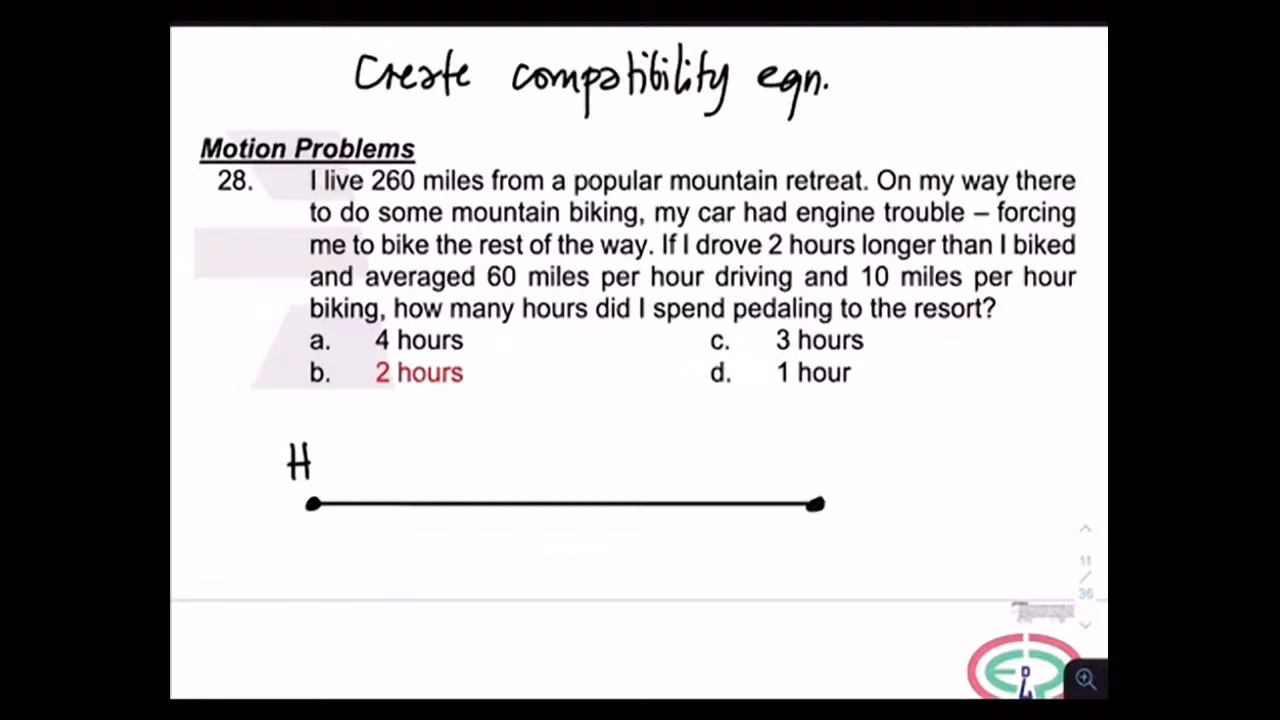 Create compatibility eqn.
Motion Problems
28. I live 260 miles from a popular mountain retreat. On my way there
to do some mountain biking, my car had engine trouble – forcing
me to bike the rest of the way. If I drove 2 hours longer than I biked
and averaged 60 miles per hour driving and 10 miles per hour
biking, how many hours did I spend pedaling to the resort?
a. 4 hours c. 3 hours
b. 2 hours d. 1 hour
H
11
/
36